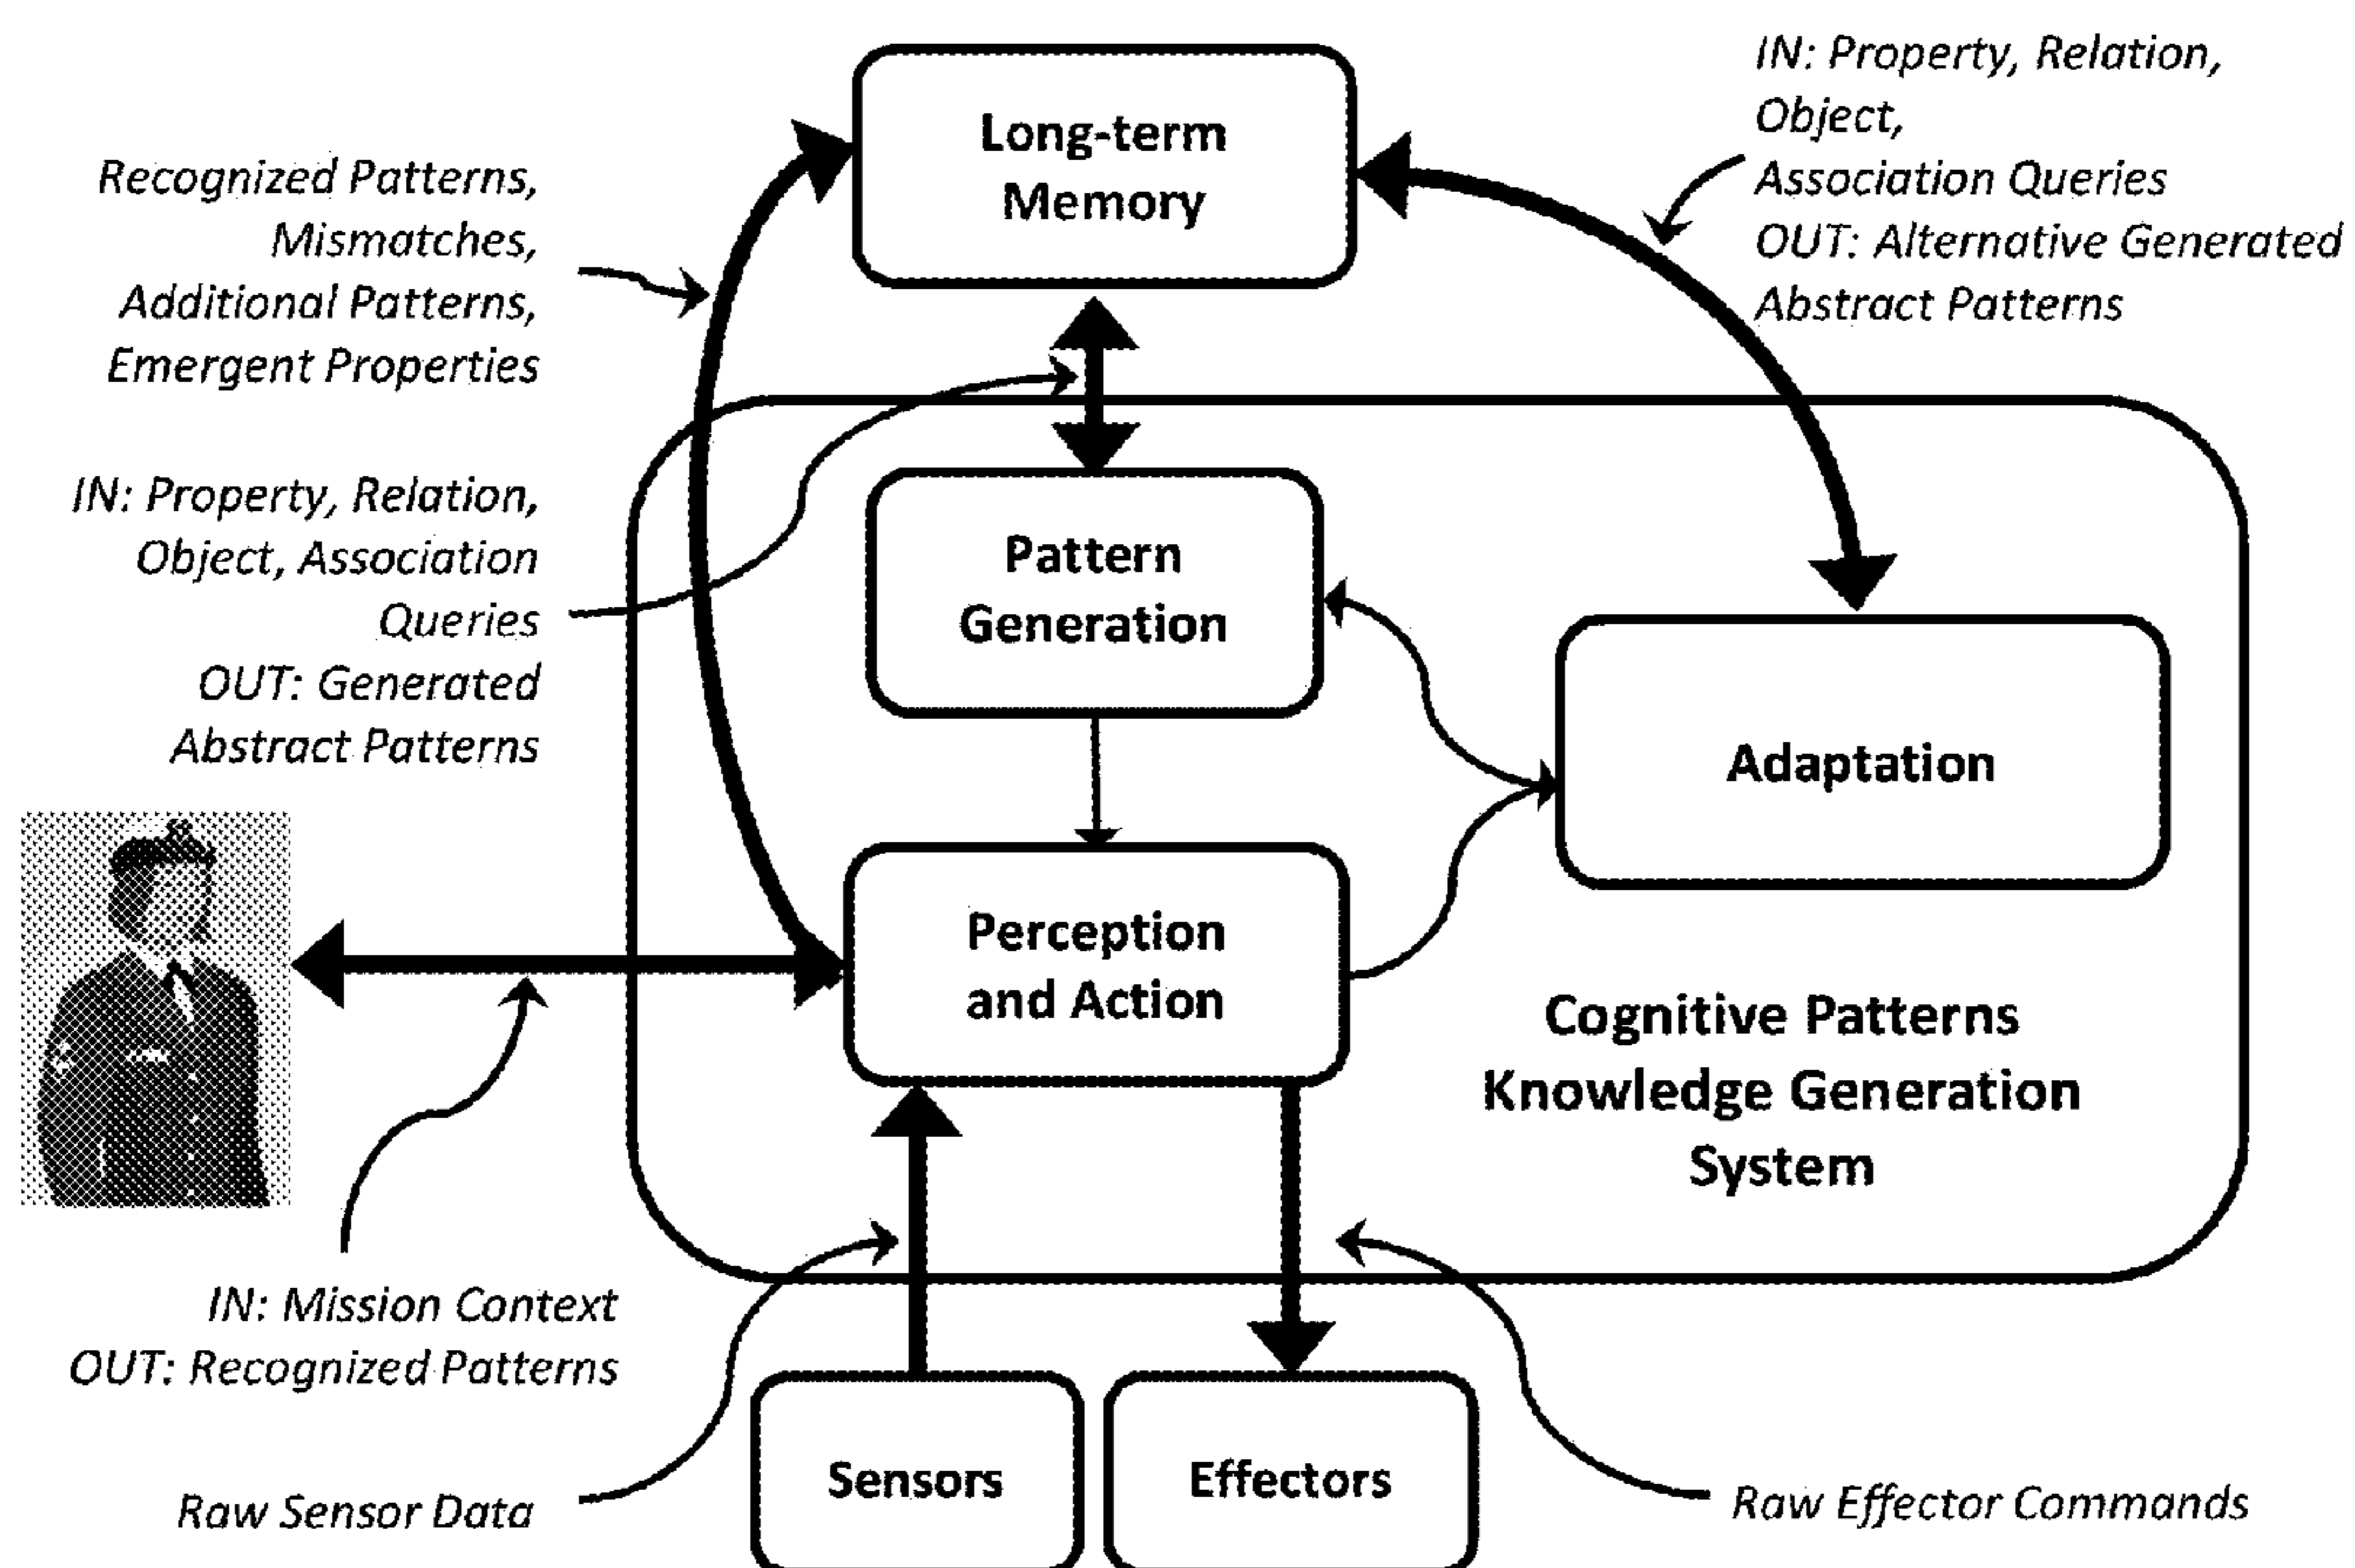 Long-term
Memory
IN: Property, Relation,
Object,
Association Queries
OUT: Alternative Generated
Abstract Patterns
Recognized Patterns,
Mismatches,
Additional Patterns,
Emergent Properties
IN: Property, Relation,
Object, Association
Queries
OUT: Generated
Abstract Patterns
Pattern
Generation
Adaptation
Perception
and Action
Cognitive Patterns
Knowledge Generation
System
IN: Mission Context
OUT: Recognized Patterns
Raw Sensor Data
Sensors
Effectors
Raw Effector Commands